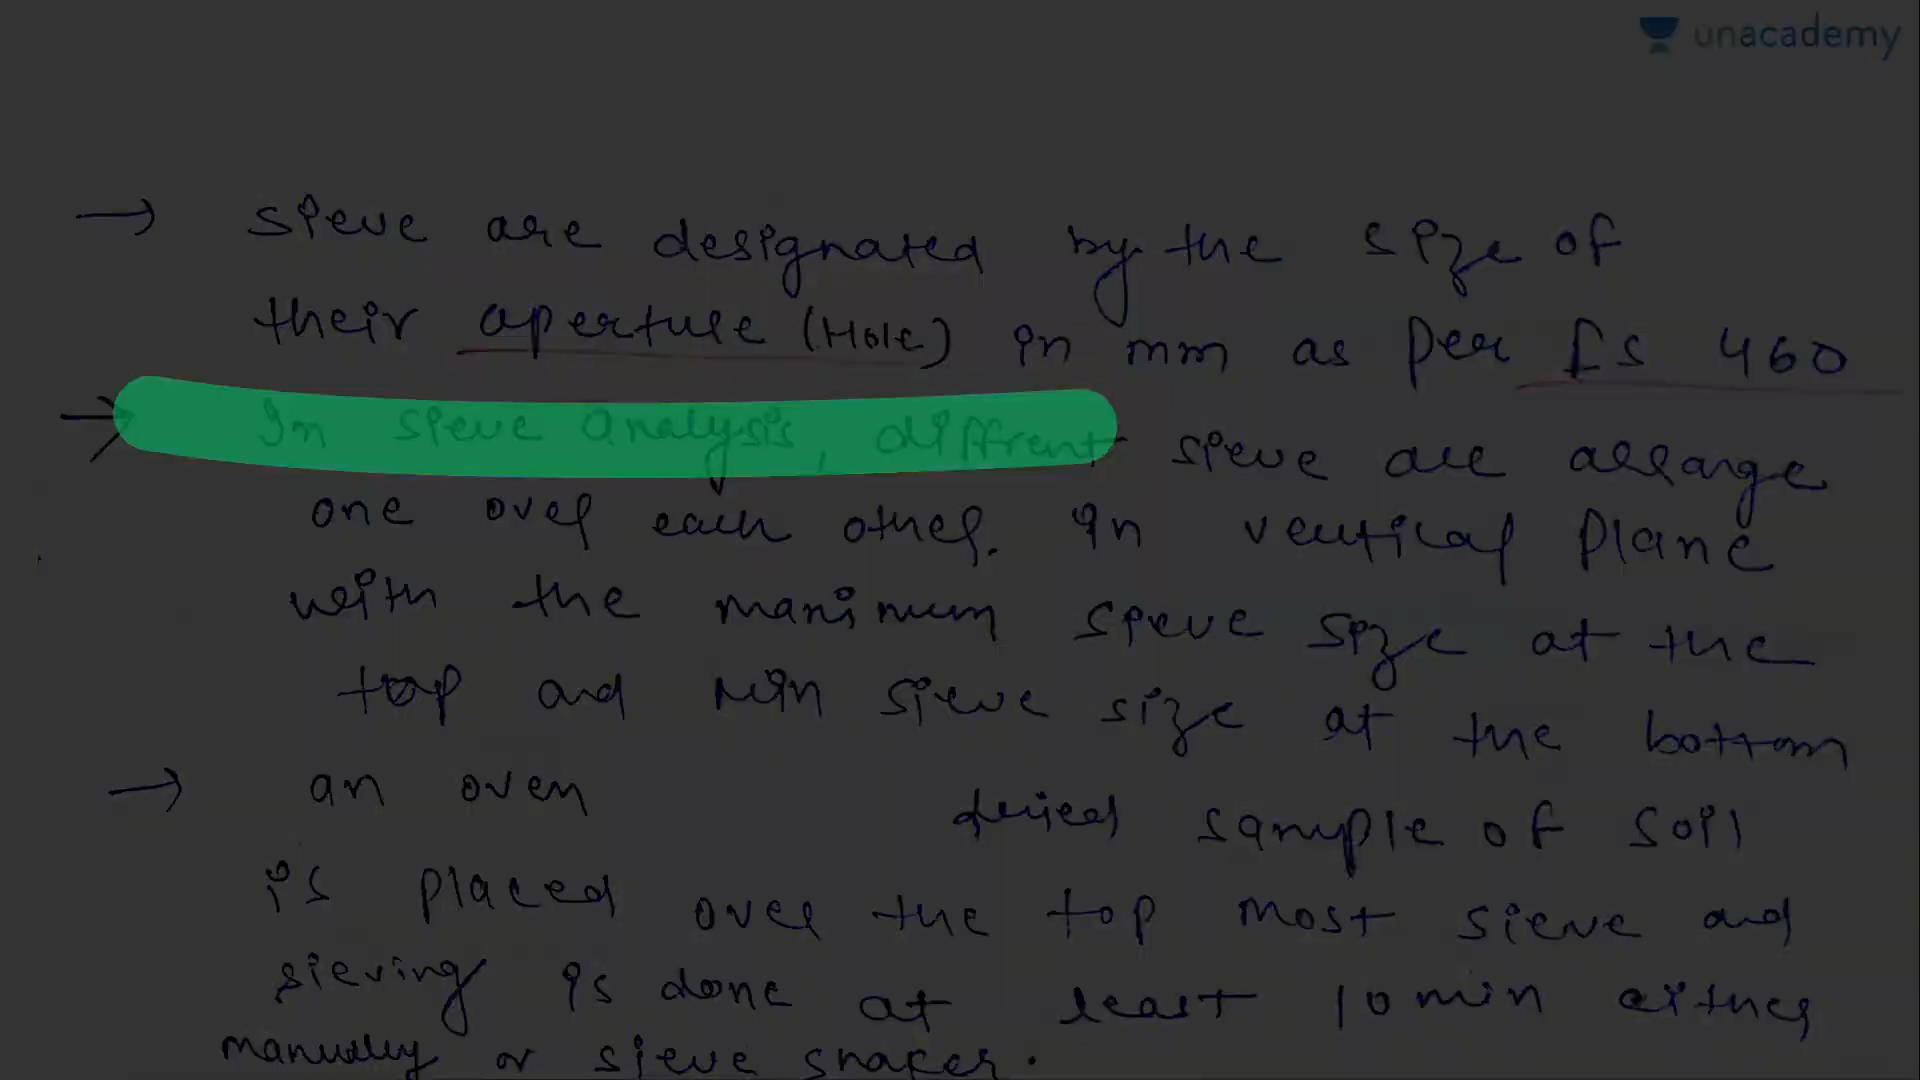 unacademy
→ Sieve are designated by the size of
their aperture (Hole) in mm as per IS 460
→ In sieve analysis, diffrent sieve are arrange
one over each other. in vertical plane
with the maximum sieve size at the
top and min sieve size at the bottom
→ an oven dried sample of soil
is placed over the top most sieve and
sieving is done at least 10 min either
manually or sieve shaker.